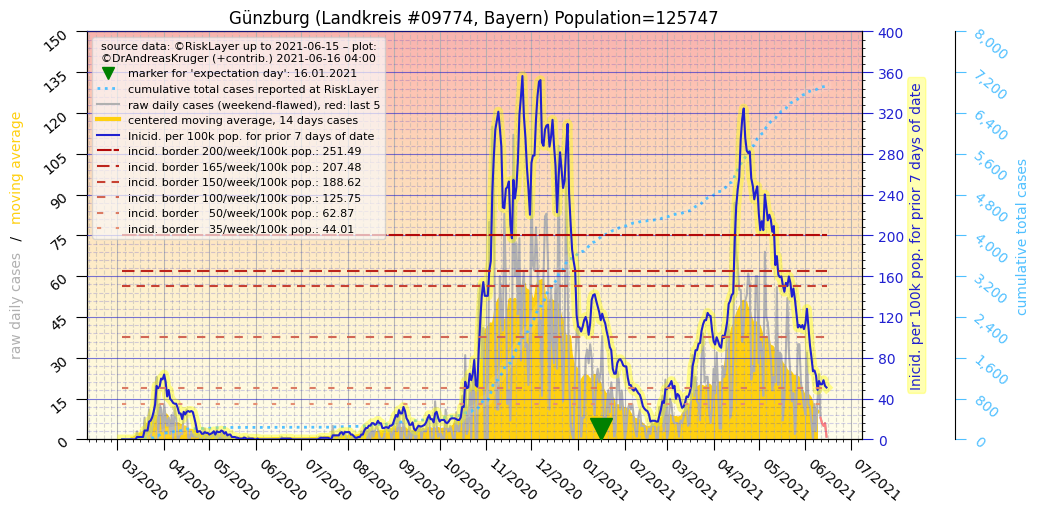 Günzburg (Landkreis #09774, Bayern) Population=125747
source data: ©RiskLayer up to 2021-06-15 – plot:
©DrAndreasKruger (+contrib.) 2021-06-16 04:00
marker for 'expectation day': 16.01.2021
cumulative total cases reported at RiskLayer
raw daily cases (weekend-flawed), red: last 5
centered moving average, 14 days cases
Inicid. per 100k pop. for prior 7 days of date
incid. border 200/week/100k pop.: 251.49
incid. border 165/week/100k pop.: 207.48
incid. border 150/week/100k pop.: 188.62
incid. border 100/week/100k pop.: 125.75
incid. border 50/week/100k pop.: 62.87
incid. border 35/week/100k pop.: 44.01
raw daily cases / moving average
150
135
120
105
90
75
60
45
30
15
0
400
360
320
280
240
200
160
120
80
40
0
Inicid. per 100k pop. for prior 7 days of date
8,000
7,200
6,400
5,600
4,800
4,000
3,200
2,400
1,600
800
0
cumulative total cases
03/2020
04/2020
05/2020
06/2020
07/2020
08/2020
09/2020
10/2020
11/2020
12/2020
01/2021
02/2021
03/2021
04/2021
05/2021
06/2021
07/2021